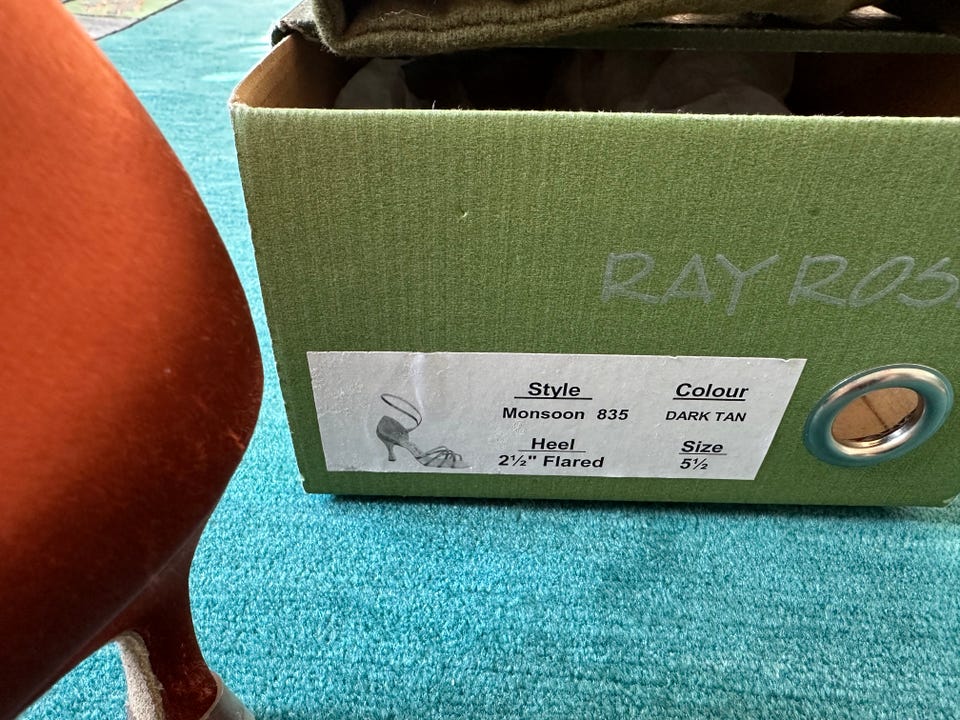 RAY ROS
Style Colour
Monsoon 835 DARK TAN
Heel Size
2½" Flared 5½